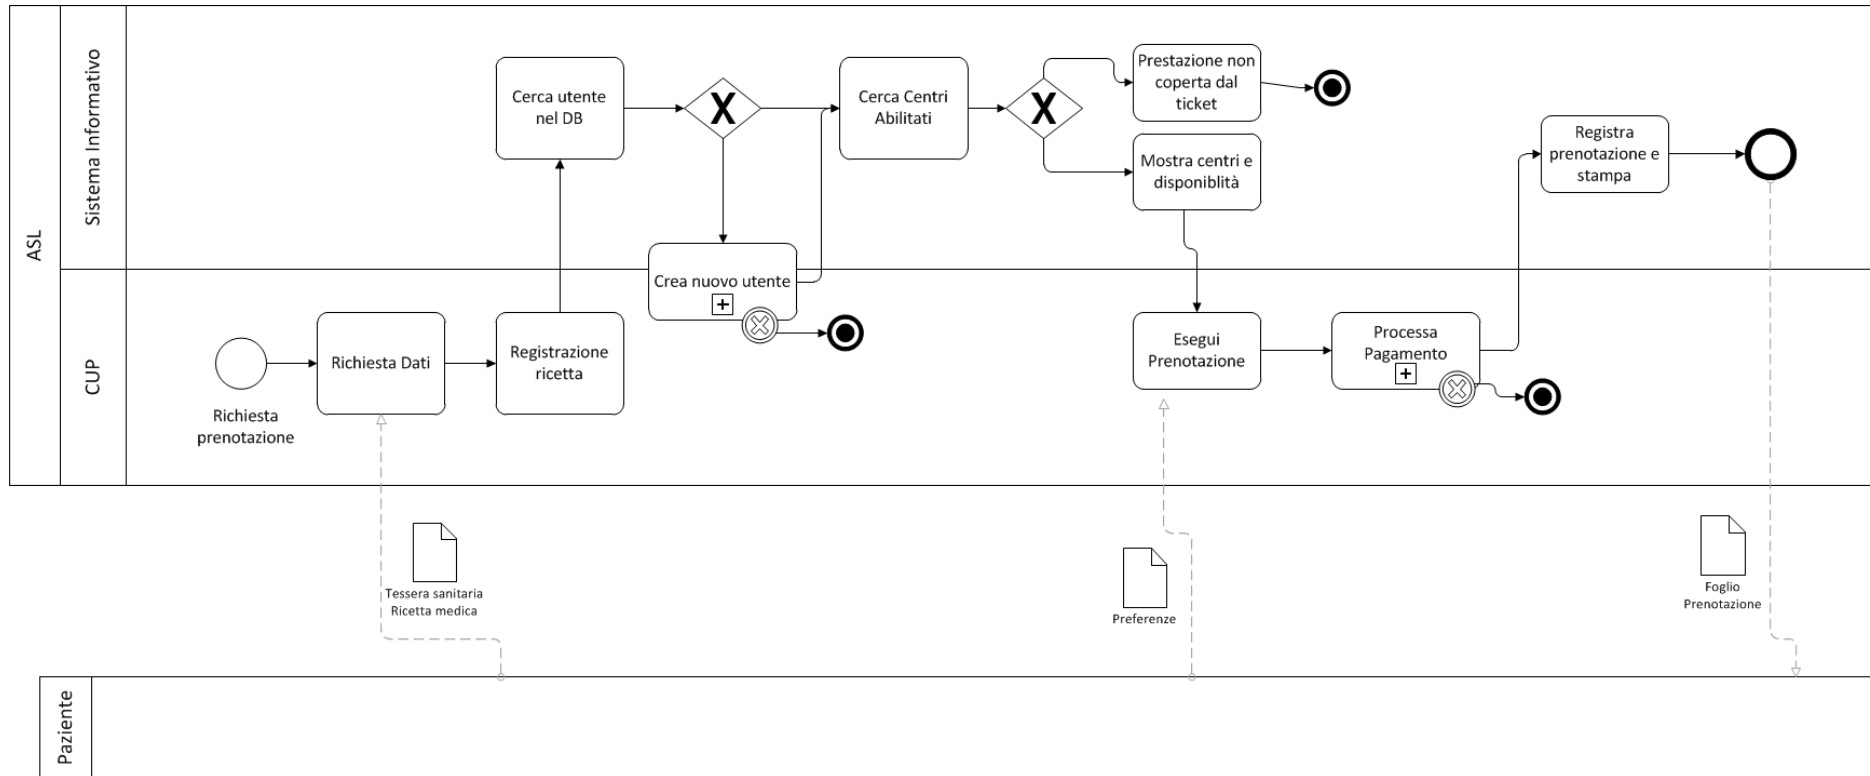 ASL
Sistema Informativo
Cerca utente
nel DB
X
Cerca Centri
Abilitati
X
Prestazione non
coperta dal
ticket
Mostra centri e
disponiblità
Registra
prenotazione e
stampa
CUP
Richiesta
prenotazione
Richiesta Dati
Registrazione
ricetta
Crea nuovo utente
Esegui
Prenotazione
Processa
Pagamento
Tessera sanitaria
Ricetta medica
Preferenze
Foglio
Prenotazione
Paziente